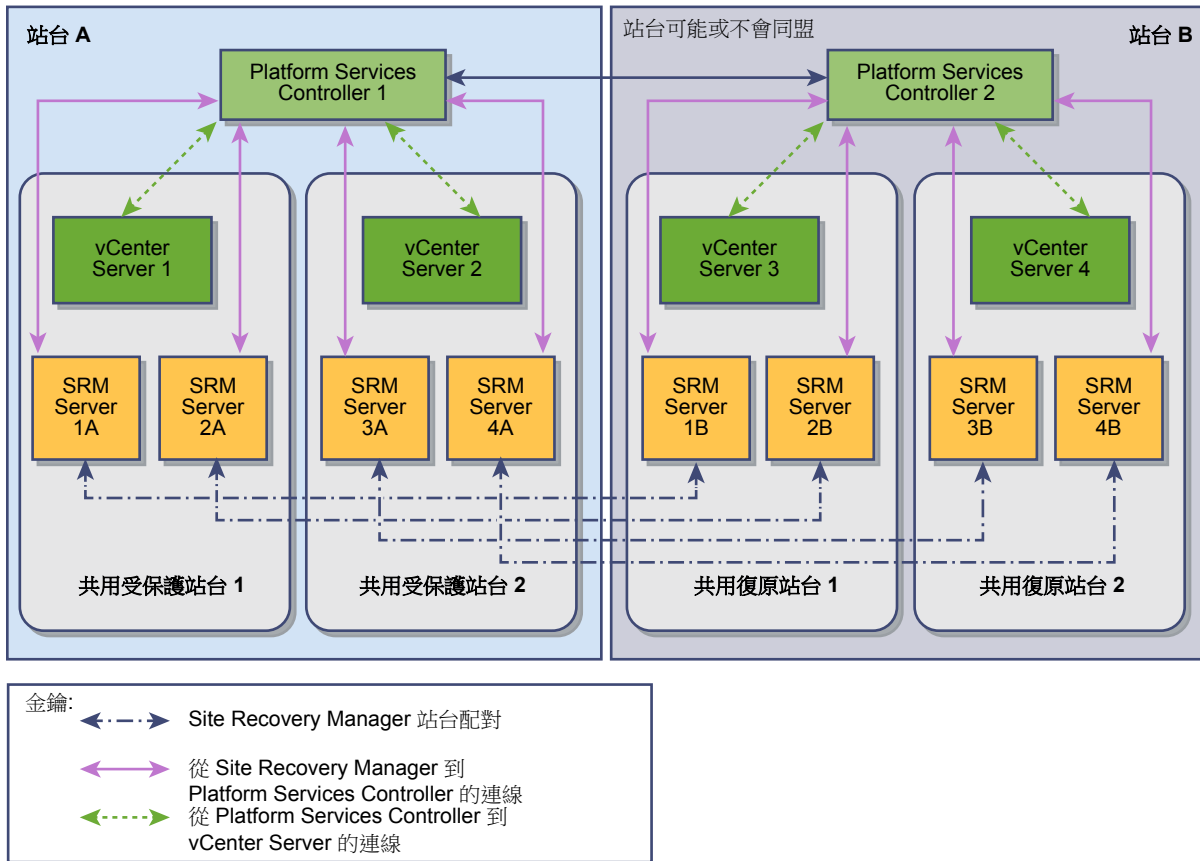 站台 A
站台可能或不會同盟
站台 B
Platform Services
Controller 1
Platform Services
Controller 2
vCenter
Server 1
vCenter
Server 2
vCenter
Server 3
vCenter
Server 4
SRM
Server
1A
SRM
Server
2A
SRM
Server
3A
SRM
Server
4A
SRM
Server
1B
SRM
Server
2B
SRM
Server
3B
SRM
Server
4B
共用受保護站台 1
共用受保護站台 2
共用復原站台 1
共用復原站台 2
金鑰:
Site Recovery Manager 站台配對
從 Site Recovery Manager 到
Platform Services Controller 的連線
從 Platform Services Controller 到
vCenter Server 的連線